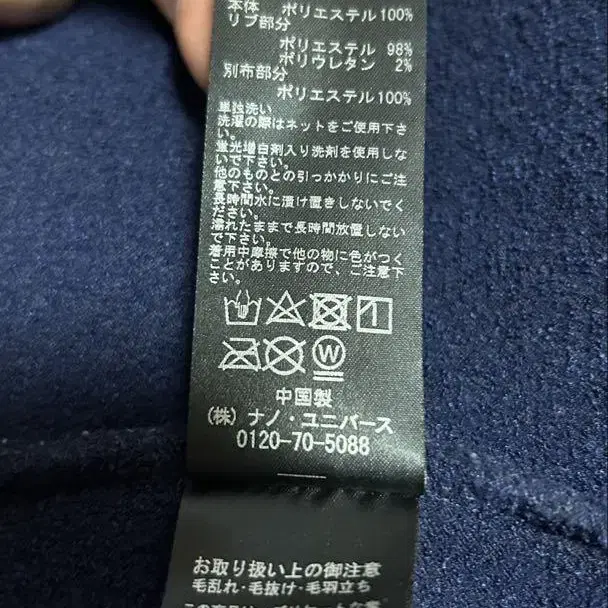 本体 ポリエステル100%
リブ部分
ポリエステル 98%
ポリウレタン 2%
別布部分
ポリエステル100%
単独洗い
洗濯の際はネットをご使用下さ
い。
蛍光増白剤入り洗剤を使用しな
いで下さい。
他のものとの引っかかりにご注
意下さい。
長時間水に漬け置きしないでく
ださい。
濡れたままで長時間放置しない
で下さい。
着用中摩擦で他の物に色がつく
ことがありますので、ご注意下
さい。
W
中国製
(株) ナノ・ユニバース
0120-70-5088
お取り扱い上の御注意
毛乱れ・毛抜け・毛羽立ち